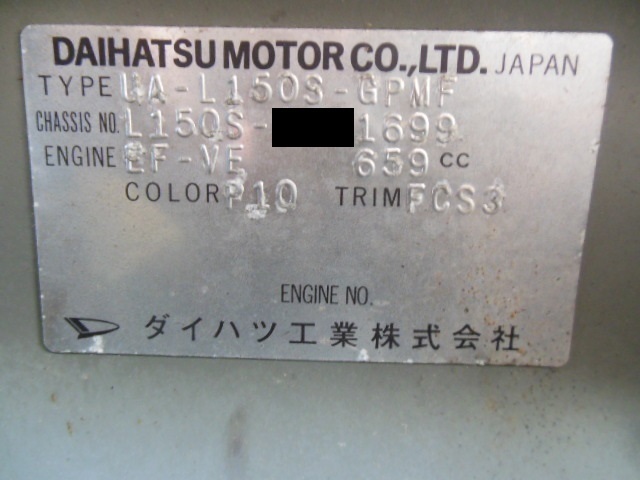 DAIHATSU MOTOR CO.,LTD. JAPAN
TYPE UA-L150S-GPMF
CHASSIS NO. L150S- 1699
ENGINE EF-VE 659 CC
COLOR P10 TRIM FCS3
ENGINE NO.
ダイハツ工業株式会社